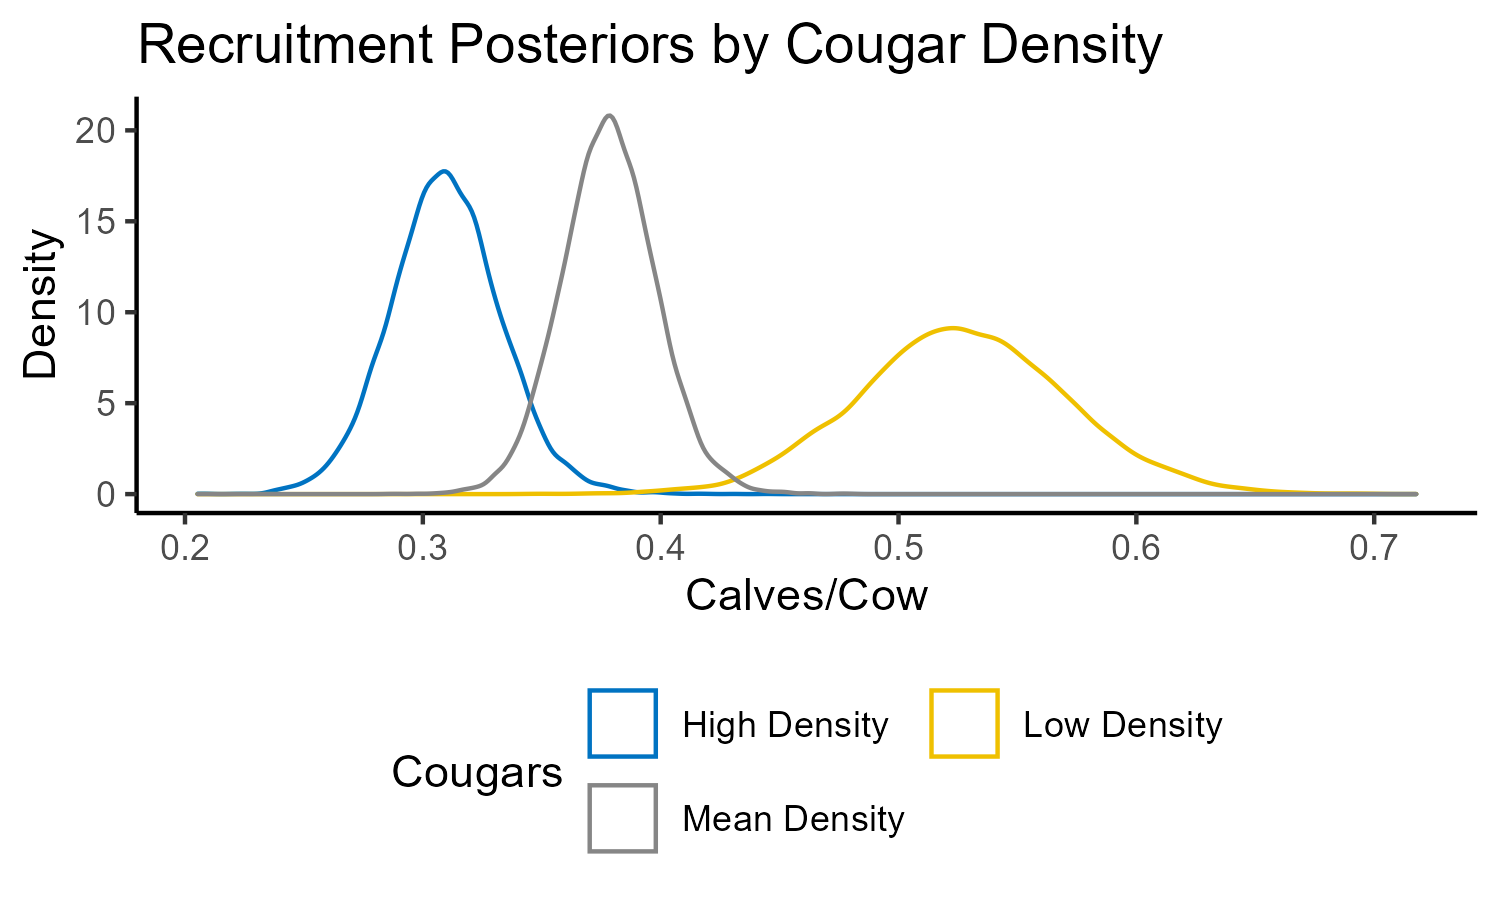 Recruitment Posteriors by Cougar Density
Density
20
15
10
5
0
0.2 0.3 0.4 0.5 0.6 0.7
Calves/Cow
Cougars
High Density Low Density
Mean Density